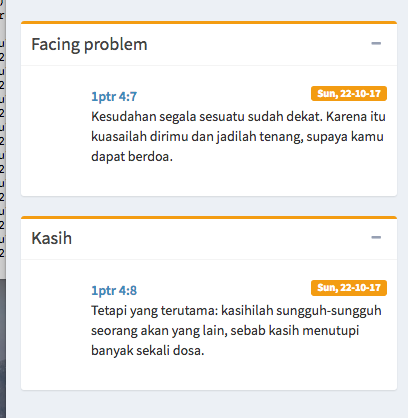 Facing problem
1ptr 4:7
Sun, 22-10-17
Kesudahan segala sesuatu sudah dekat. Karena itu
kuasailah dirimu dan jadilah tenang, supaya kamu
dapat berdoa.
Kasih
1ptr 4:8
Sun, 22-10-17
Tetapi yang terutama: kasihilah sungguh-sungguh
seorang akan yang lain, sebab kasih menutupi
banyak sekali dosa.